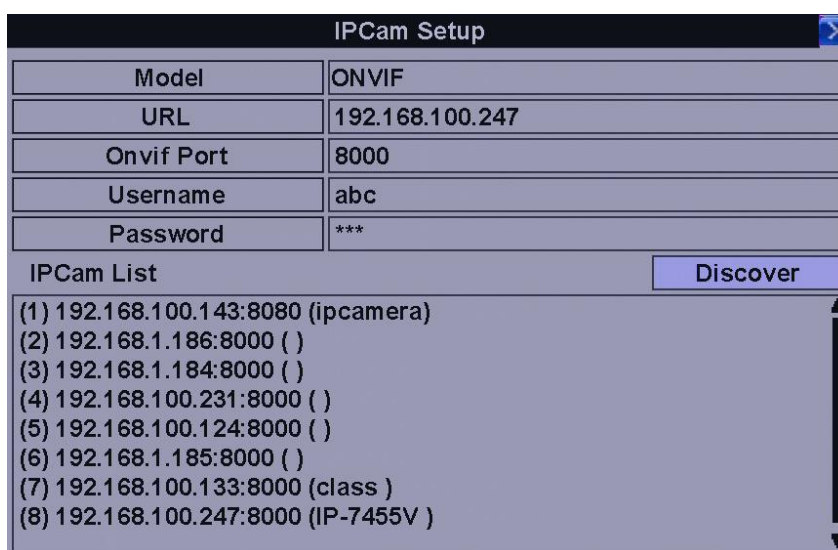 IPCam Setup
Model ONVIF
URL 192.168.100.247
Onvif Port 8000
Username abc
Password ***
IPCam List Discover
(1) 192.168.100.143:8080 (ipcamera)
(2) 192.168.1.186:8000 ( )
(3) 192.168.1.184:8000 ( )
(4) 192.168.100.231:8000 ( )
(5) 192.168.100.124:8000 ( )
(6) 192.168.1.185:8000 ( )
(7) 192.168.100.133:8000 (class )
(8) 192.168.100.247:8000 (IP-7455V )